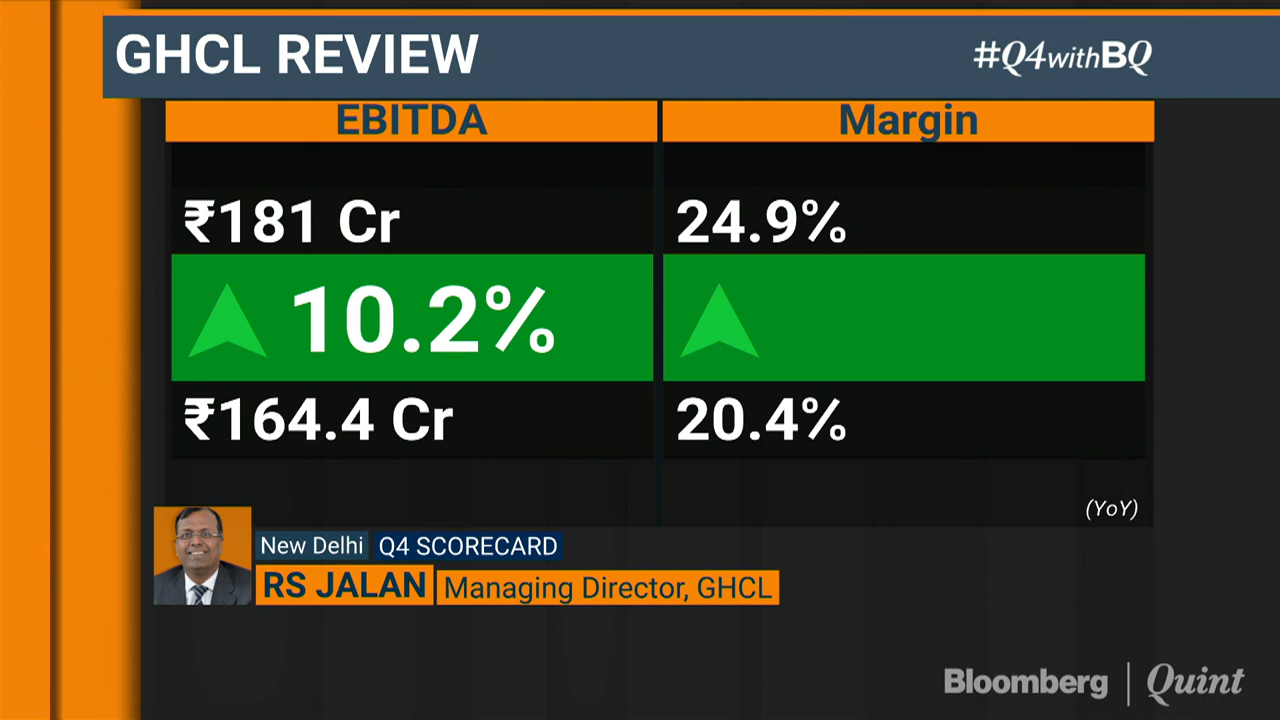 GHCL REVIEW
#Q4withBQ
EBITDA
Margin
₹181 Cr
24.9%
10.2%
₹164.4 Cr
20.4%
(YoY)
New Delhi Q4 SCORECARD
RS JALAN Managing Director, GHCL
Bloomberg | Quint